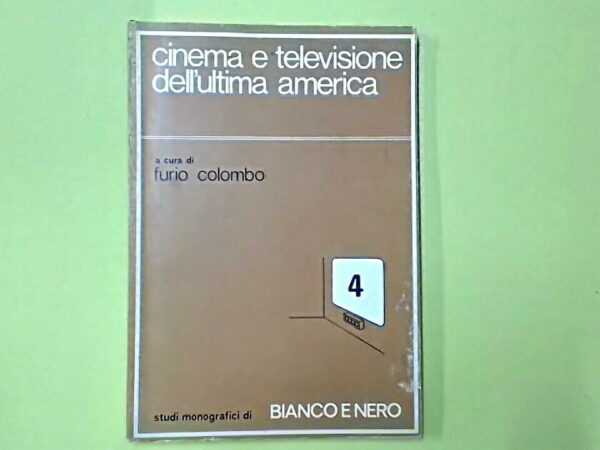 cinema e televisione
dell'ultima america
a cura di
furio colombo
4
studi monografici di BIANCO E NERO